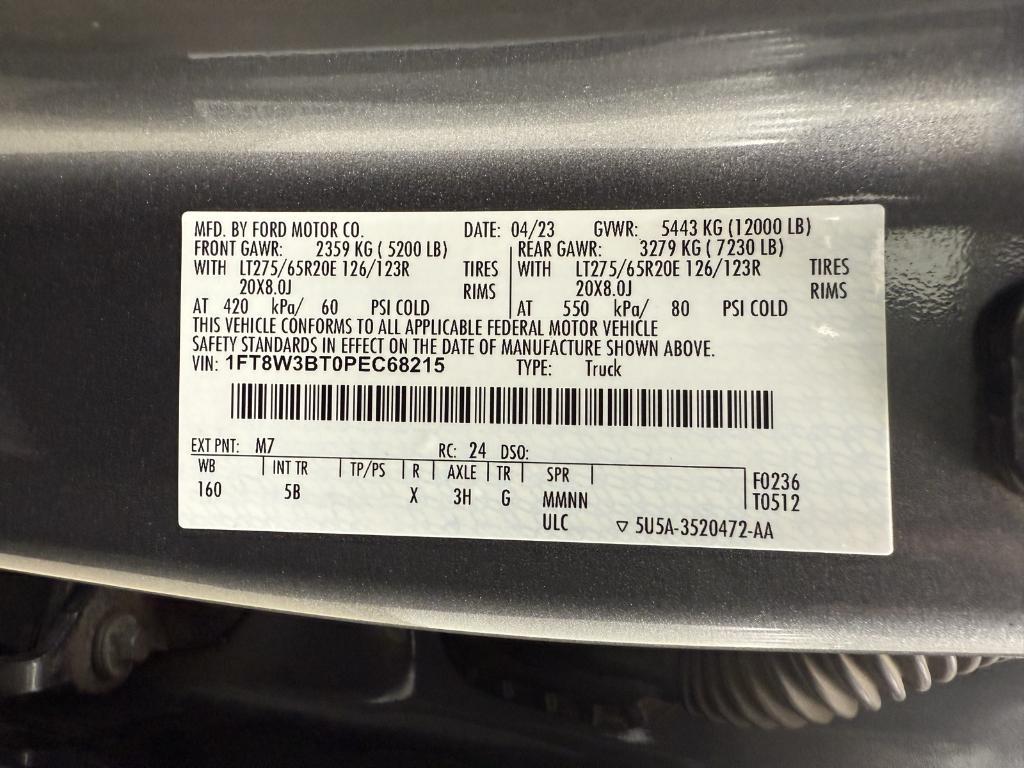 MFD. BY FORD MOTOR CO. DATE: 04/23 GVWR: 5443 KG (12000 LB)
FRONT GAWR: 2359 KG ( 5200 LB) REAR GAWR: 3279 KG ( 7230 LB)
WITH LT275/65R20E 126/123R TIRES WITH LT275/65R20E 126/123R TIRES
20X8.0J RIMS 20X8.0J RIMS
AT 420 kPa/ 60 PSI COLD AT 550 kPa/ 80 PSI COLD
THIS VEHICLE CONFORMS TO ALL APPLICABLE FEDERAL MOTOR VEHICLE
SAFETY STANDARDS IN EFFECT ON THE DATE OF MANUFACTURE SHOWN ABOVE.
VIN: 1FT8W3BT0PEC68215 TYPE: Truck
EXT PNT: M7 RC: 24 DSO:
WB INT TR TP/PS R AXLE TR SPR F0236
160 5B X 3H G MMNN T0512
ULC ▽ 5U5A-3520472-AA